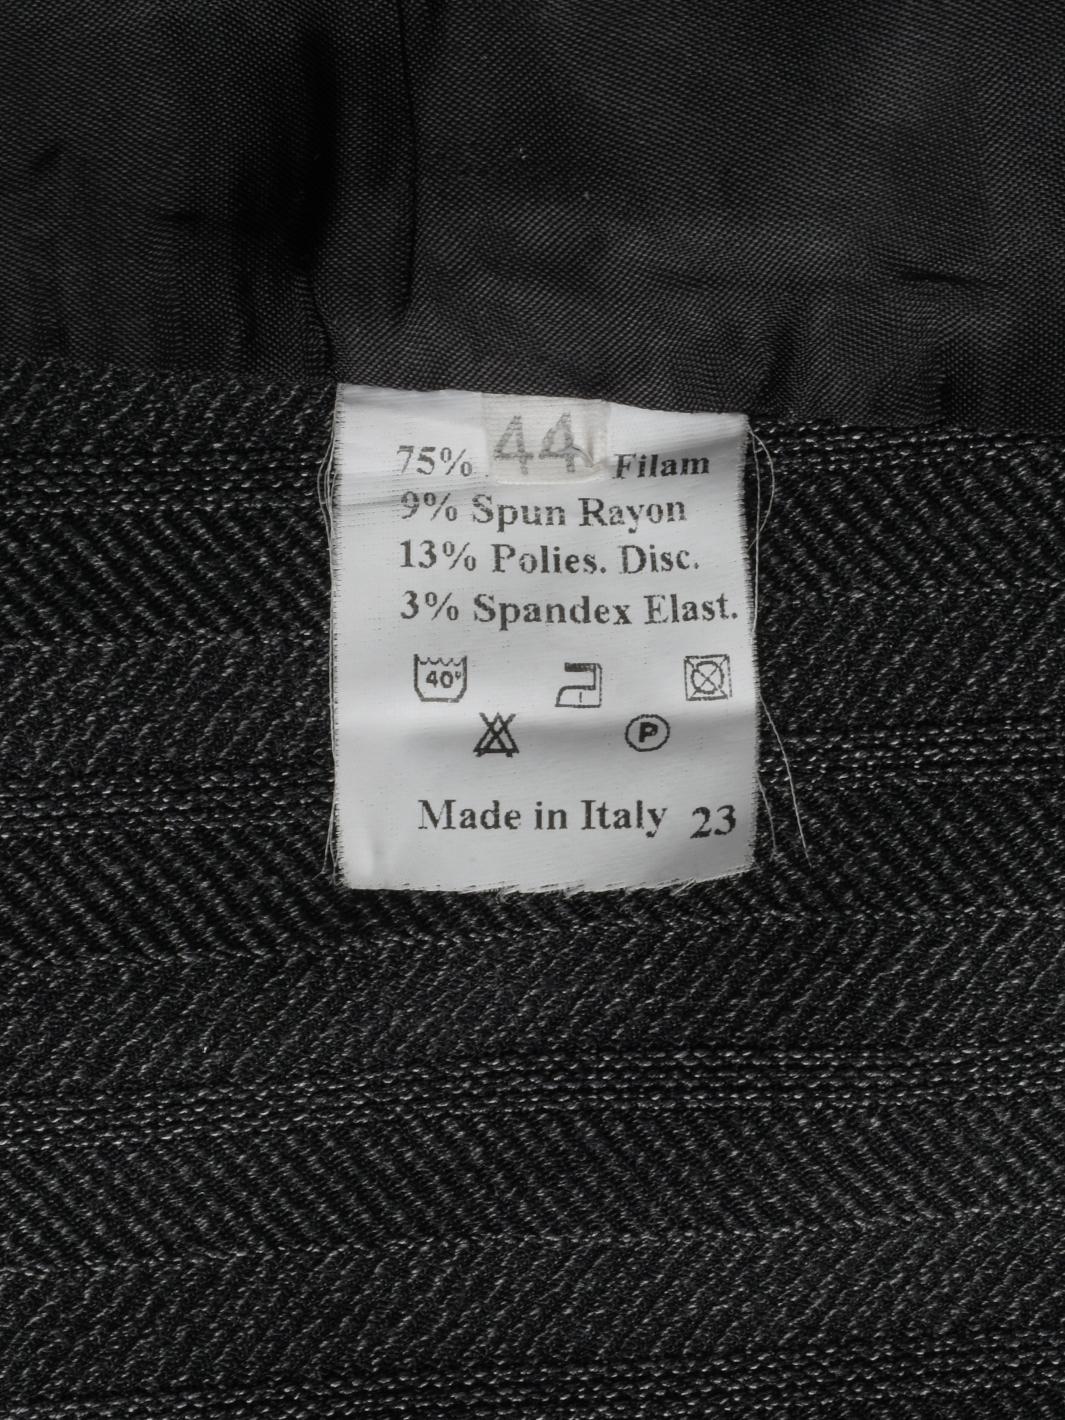 44
75% Filam
9% Spun Rayon
13% Polies. Disc.
3% Spandex Elast.
40°
P
Made in Italy 23